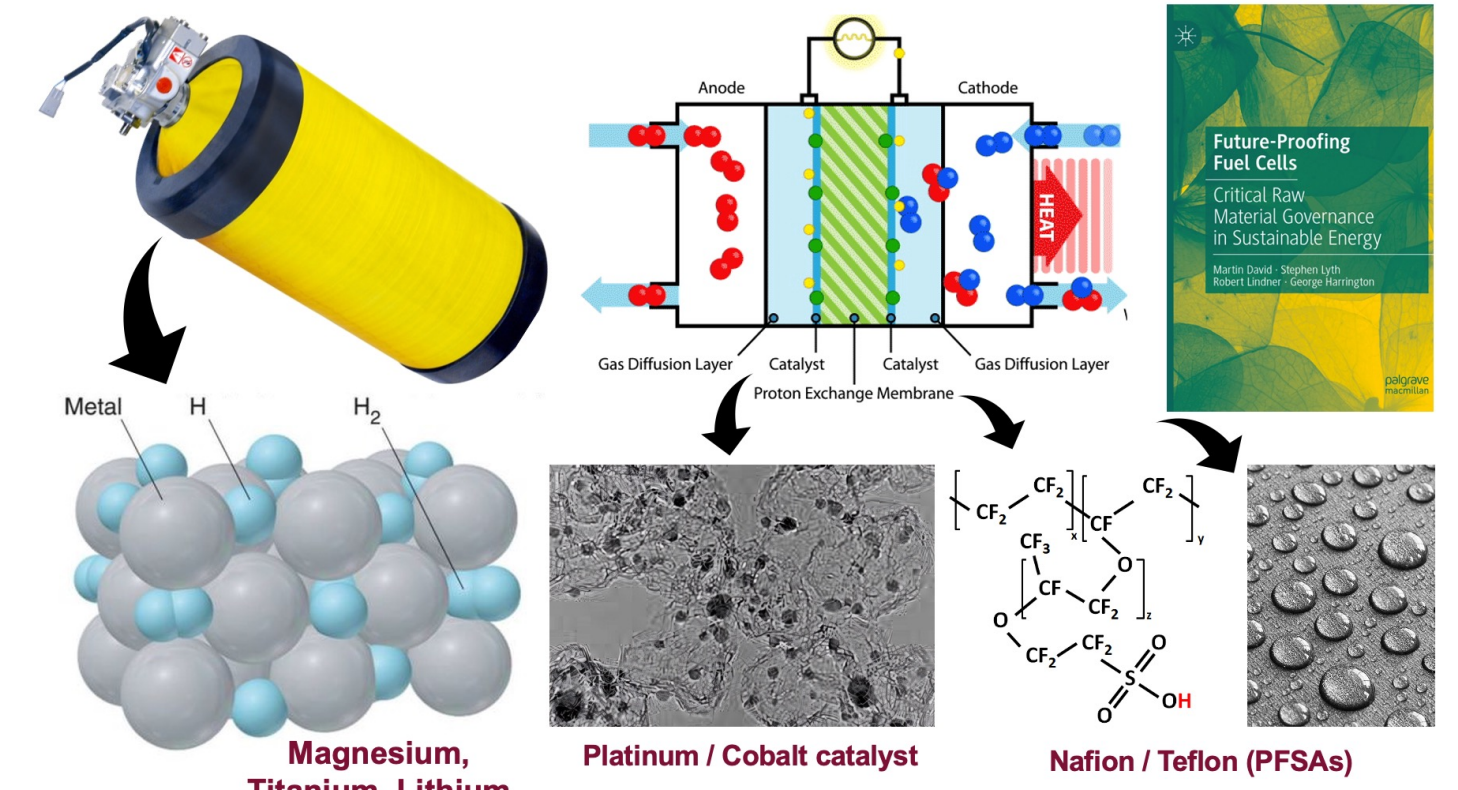 Anode
Cathode
HEAT
Gas Diffusion Layer
Catalyst
Catalyst
Gas Diffusion Layer
Proton Exchange Membrane
Future-Proofing
Fuel Cells
Critical Raw
Material Governance
in Sustainable Energy
Martin David · Stephen Lyth
Robert Lindner · George Harrington
palgrave
macmillan
Metal
H
H2
CF2
CF2
CF2
CF
x
y
CF3
O
CF
CF2
z
O
CF2
CF2
O
S
OH
O
Magnesium,
Titanium, Lithium
Platinum / Cobalt catalyst
Nafion / Teflon (PFSAs)